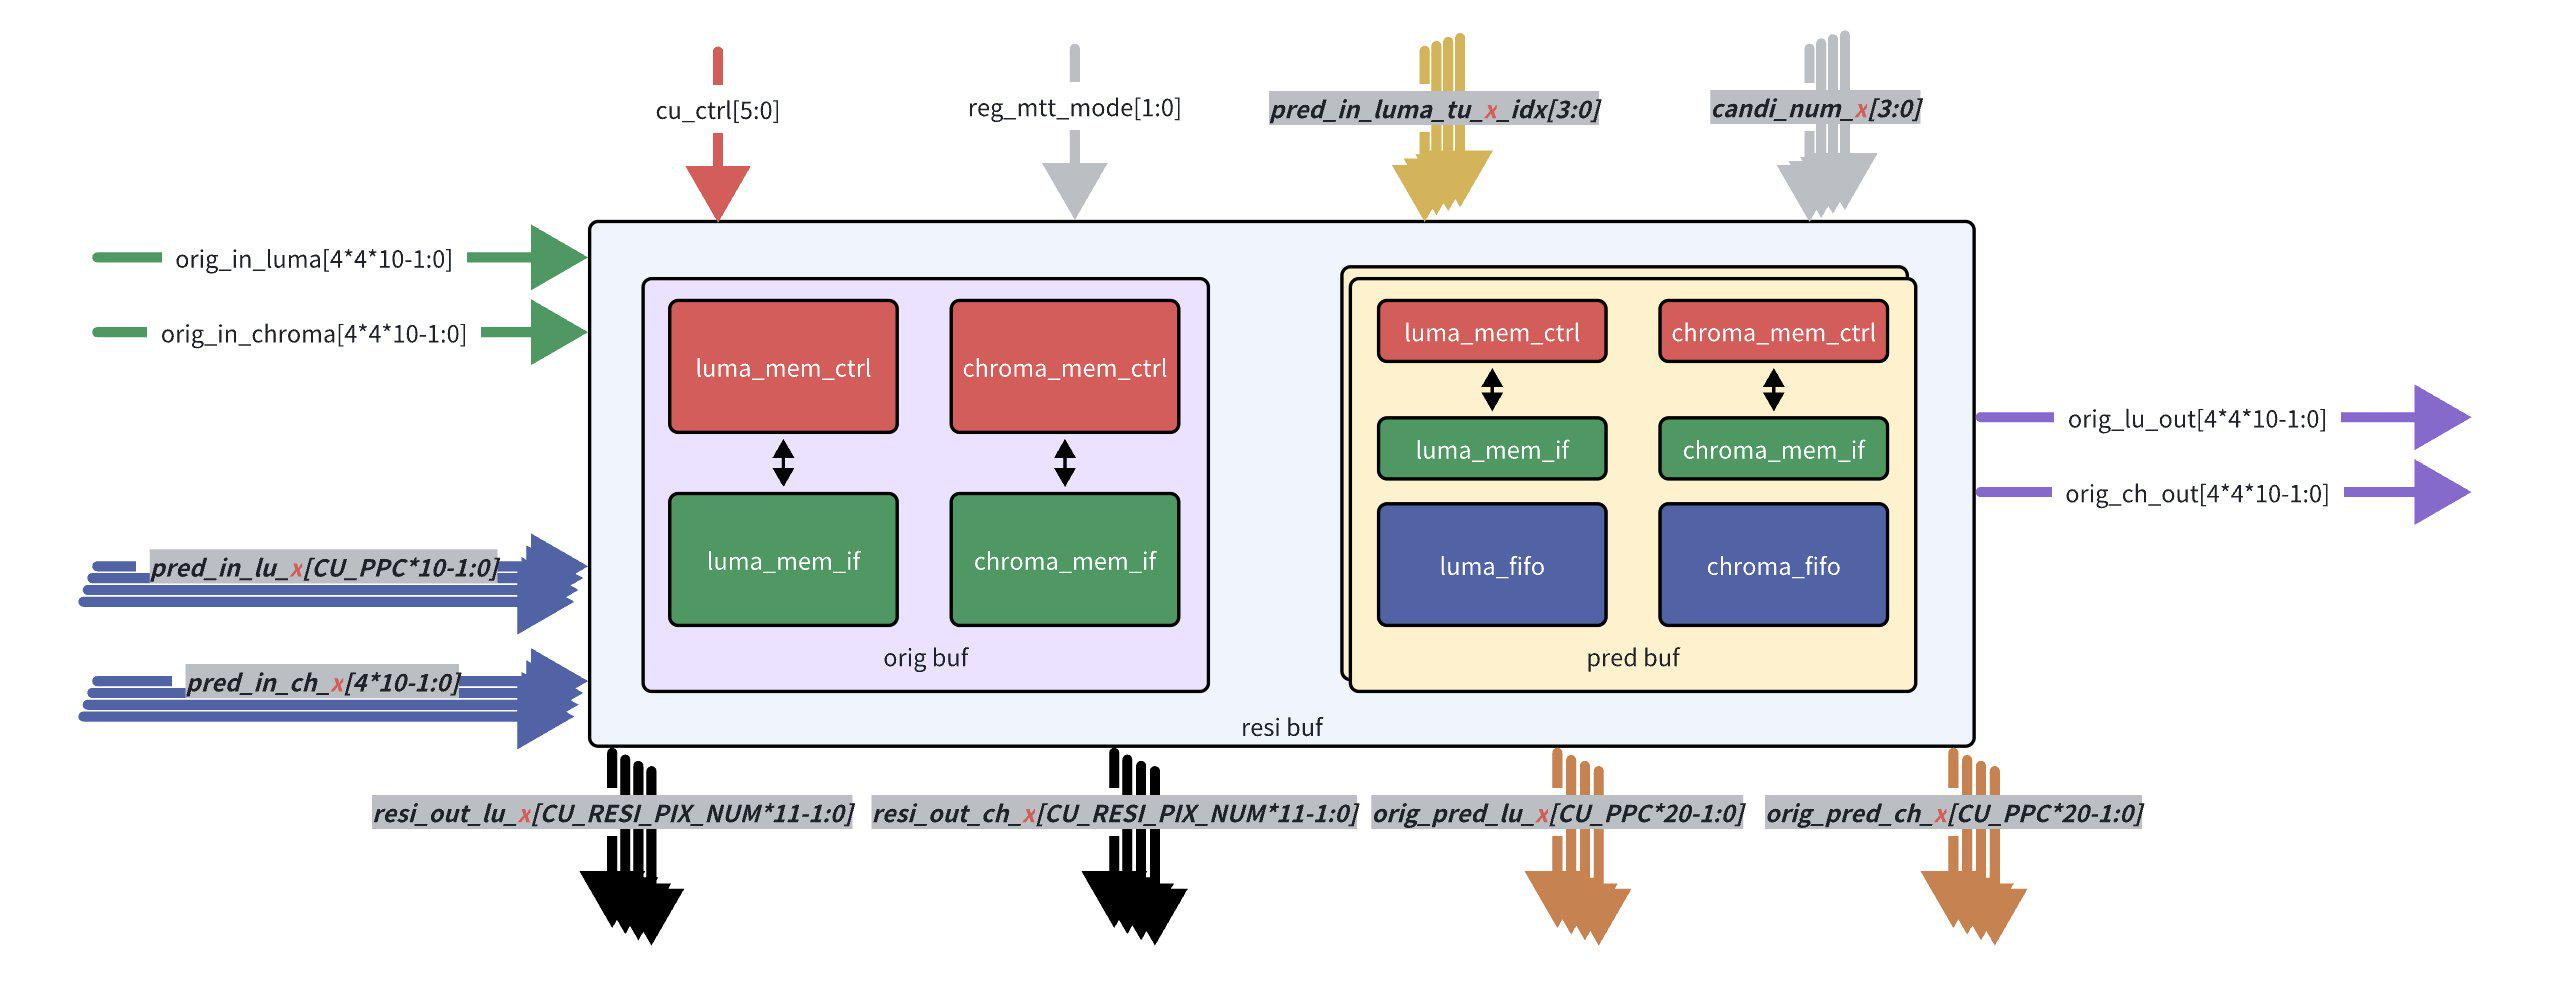 cu_ctrl[5:0]
reg_mtt_mode[1:0]
pred_in_luma_tu_x_idx[3:0]
candi_num_x[3:0]
orig_in_luma[4*4*10-1:0]
orig_in_chroma[4*4*10-1:0]
pred_in_lu_x[CU_PPC*10-1:0]
pred_in_ch_x[4*10-1:0]
luma_mem_ctrl
chroma_mem_ctrl
luma_mem_if
chroma_mem_if
orig buf
luma_mem_ctrl
chroma_mem_ctrl
luma_mem_if
chroma_mem_if
luma_fifo
chroma_fifo
pred buf
resi buf
orig_lu_out[4*4*10-1:0]
orig_ch_out[4*4*10-1:0]
resi_out_lu_x[CU_RESI_PIX_NUM*11-1:0]
resi_out_ch_x[CU_RESI_PIX_NUM*11-1:0]
orig_pred_lu_x[CU_PPC*20-1:0]
orig_pred_ch_x[CU_PPC*20-1:0]